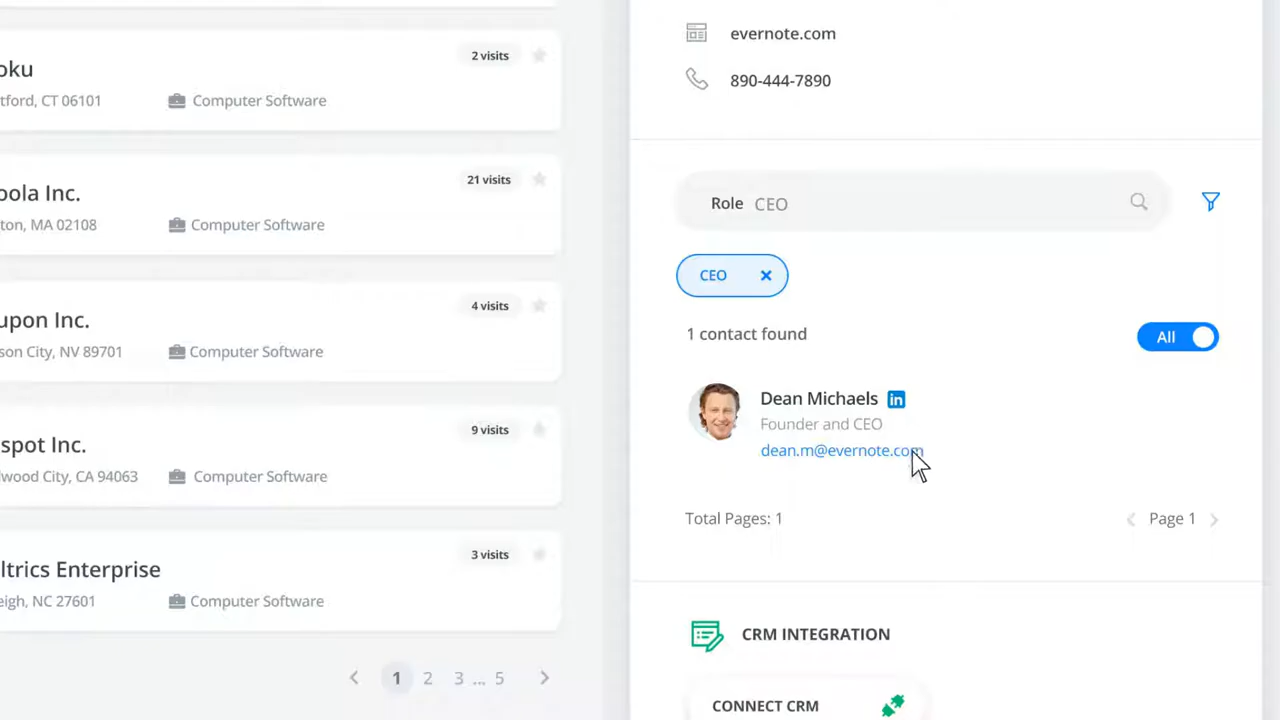 oku
2 visits
tford, CT 06101
Computer Software
oola Inc.
21 visits
ton, MA 02108
Computer Software
upon Inc.
4 visits
son City, NV 89701
Computer Software
spot Inc.
9 visits
lwood City, CA 94063
Computer Software
ltrics Enterprise
3 visits
eigh, NC 27601
Computer Software
1 2 3 ... 5
evernote.com
890-444-7890
Role CEO
CEO
1 contact found
All
Dean Michaels in
Founder and CEO
dean.m@evernote.com
Total Pages: 1
Page 1
CRM INTEGRATION
CONNECT CRM